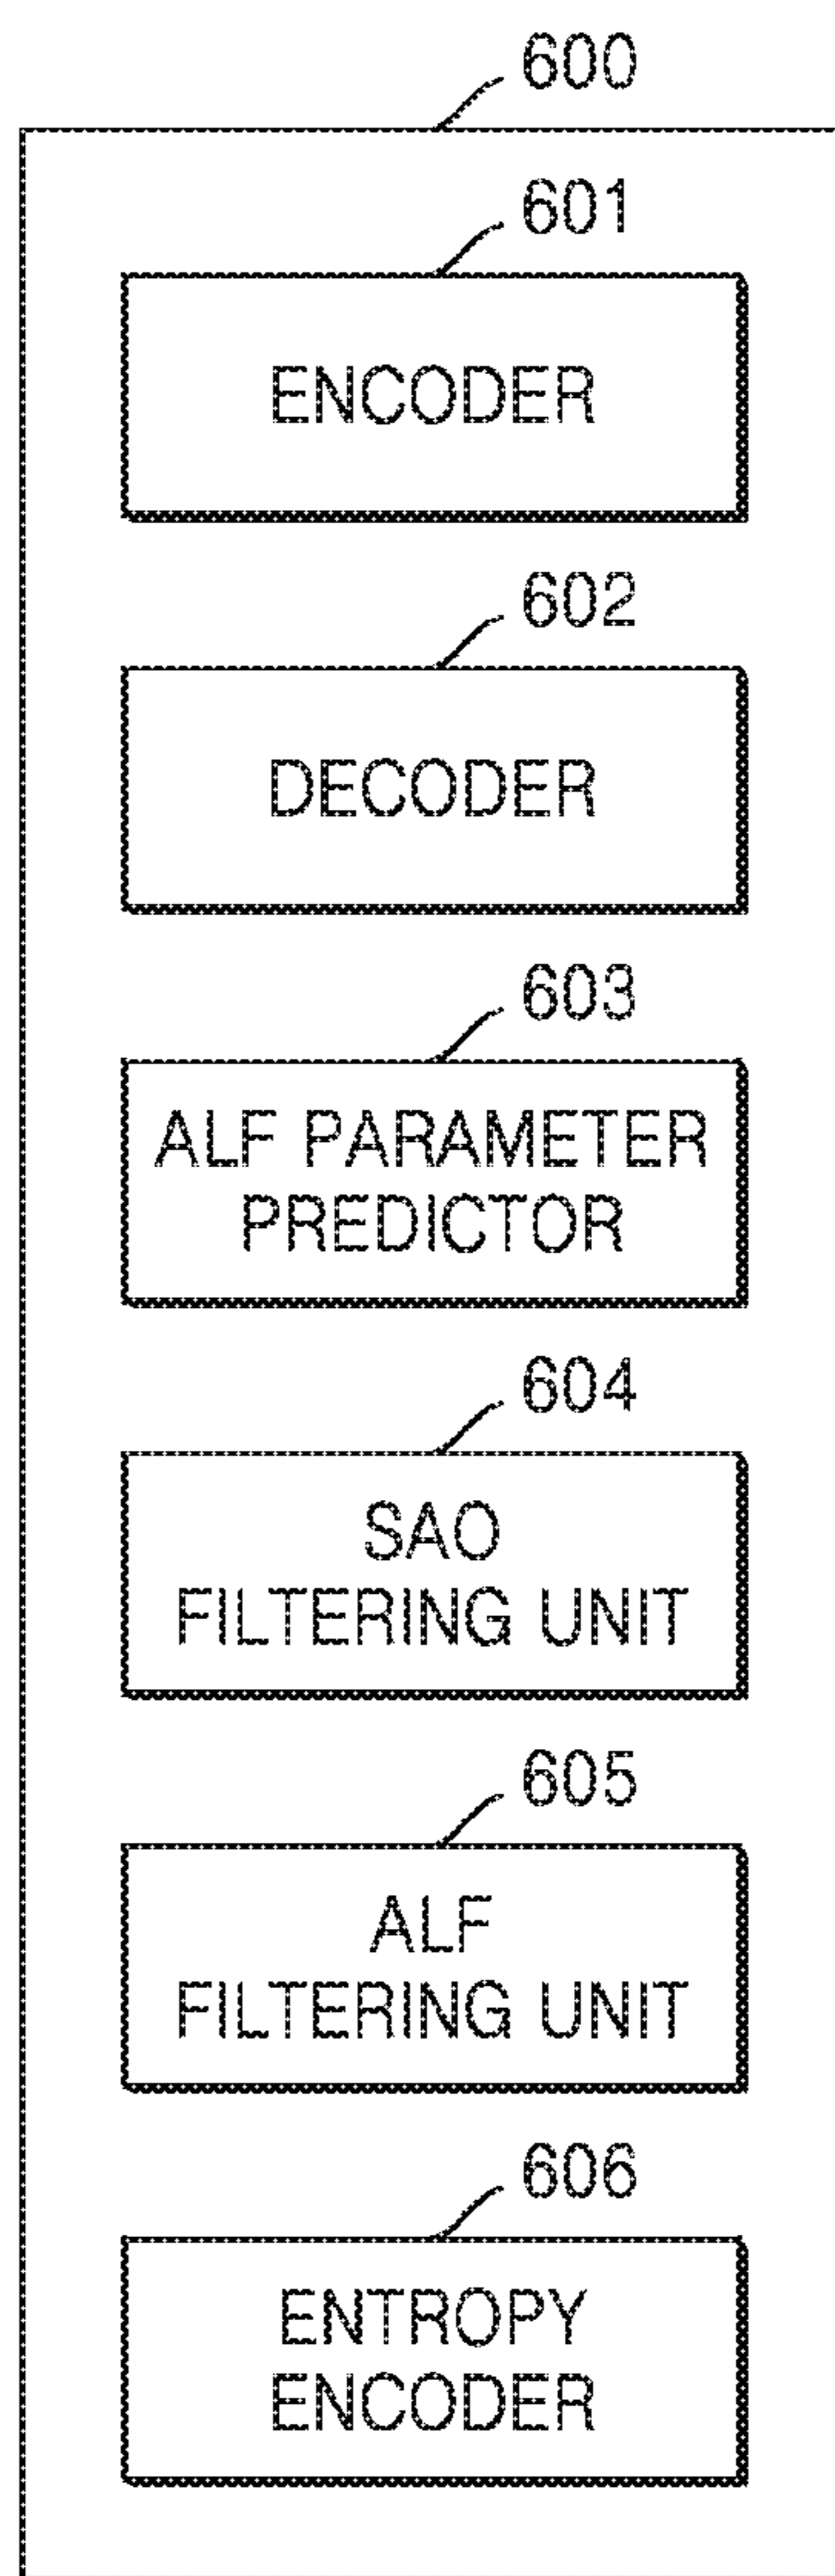 600
601
ENCODER
602
DECODER
603
ALF PARAMETER
PREDICTOR
604
SAO
FILTERING UNIT
605
ALF
FILTERING UNIT
606
ENTROPY
ENCODER